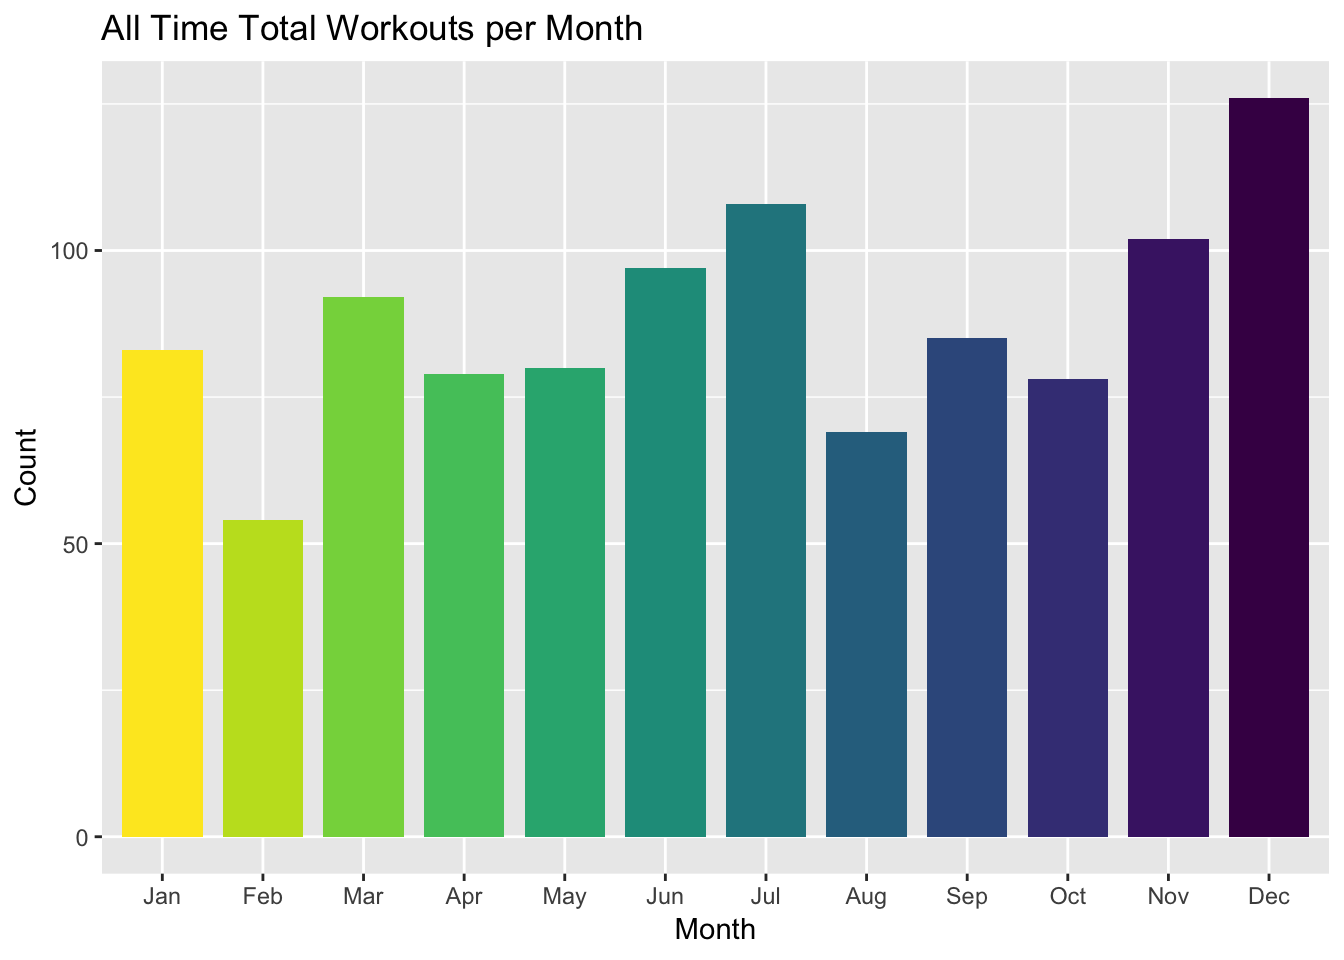 All Time Total Workouts per Month
Count
100
50
0
Jan Feb Mar Apr May Jun Jul Aug Sep Oct Nov Dec
Month